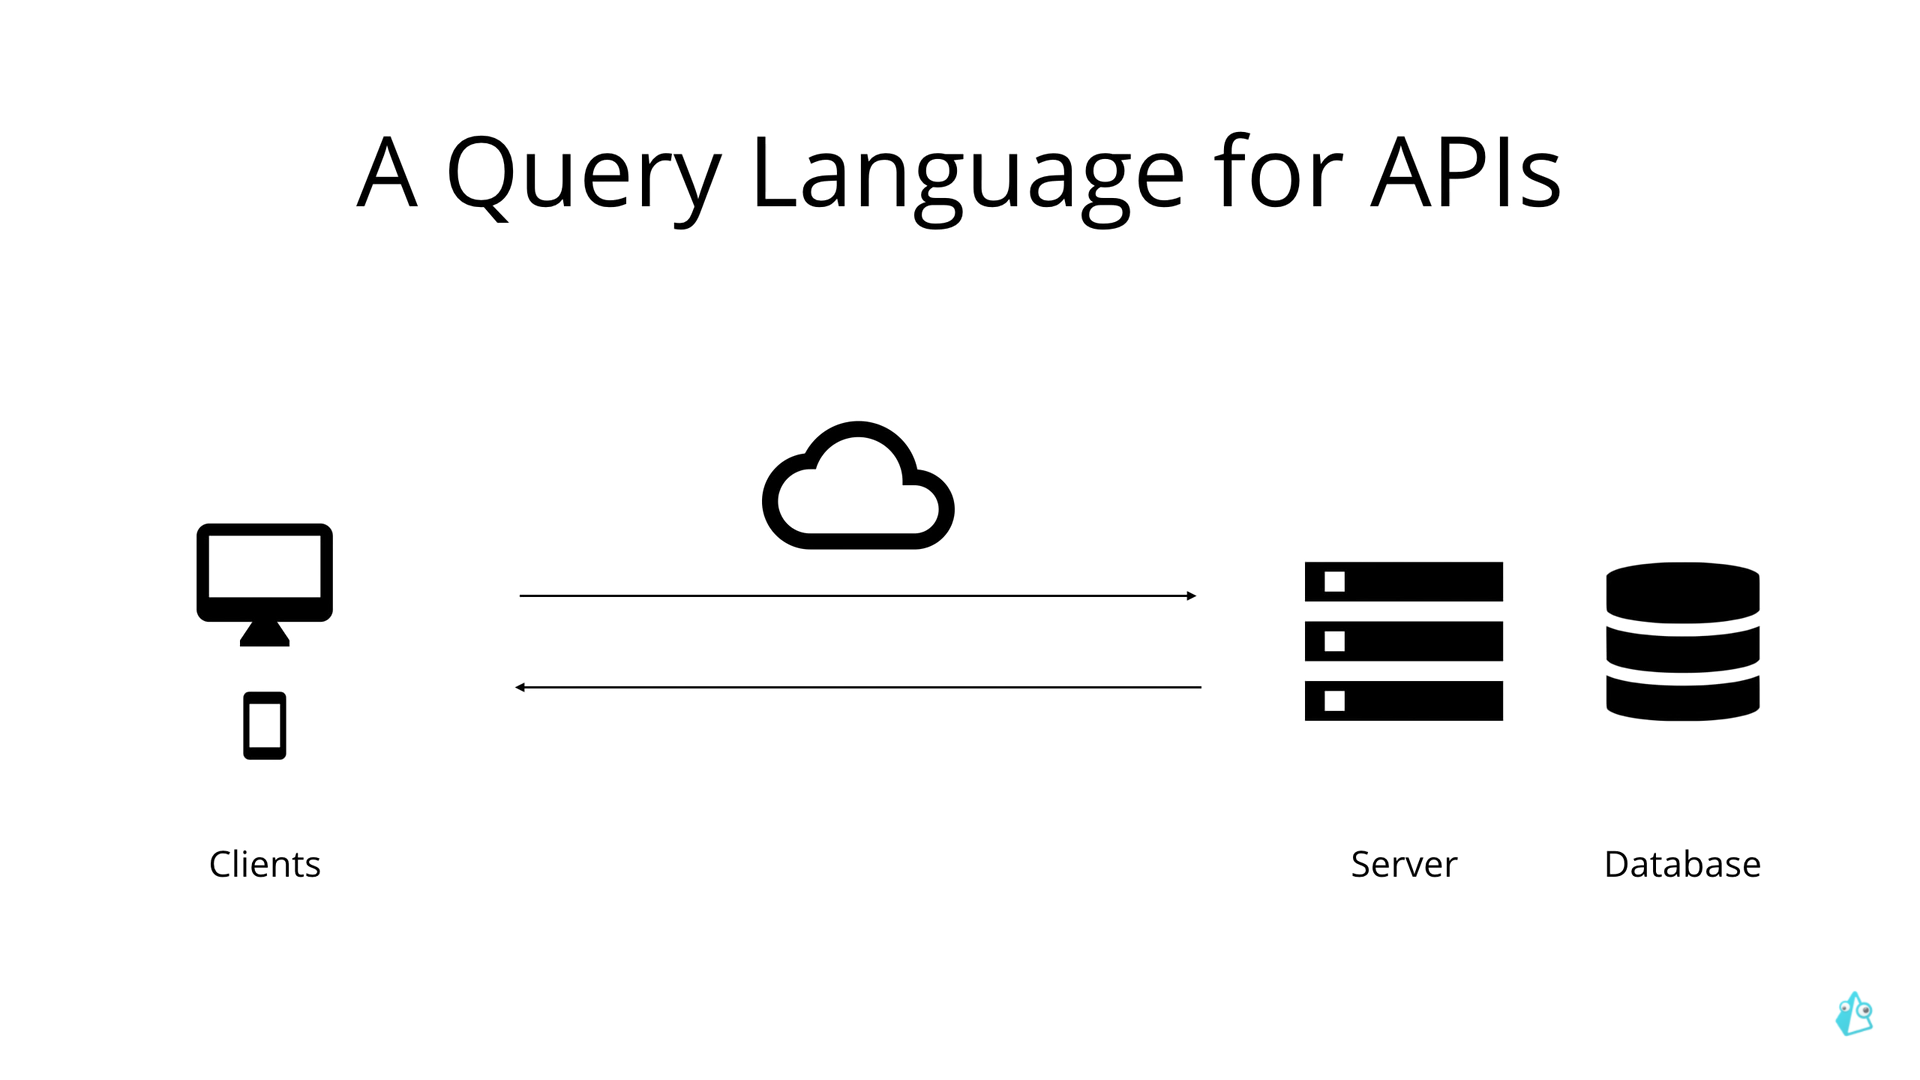 A Query Language for APIs
Clients
Server
Database